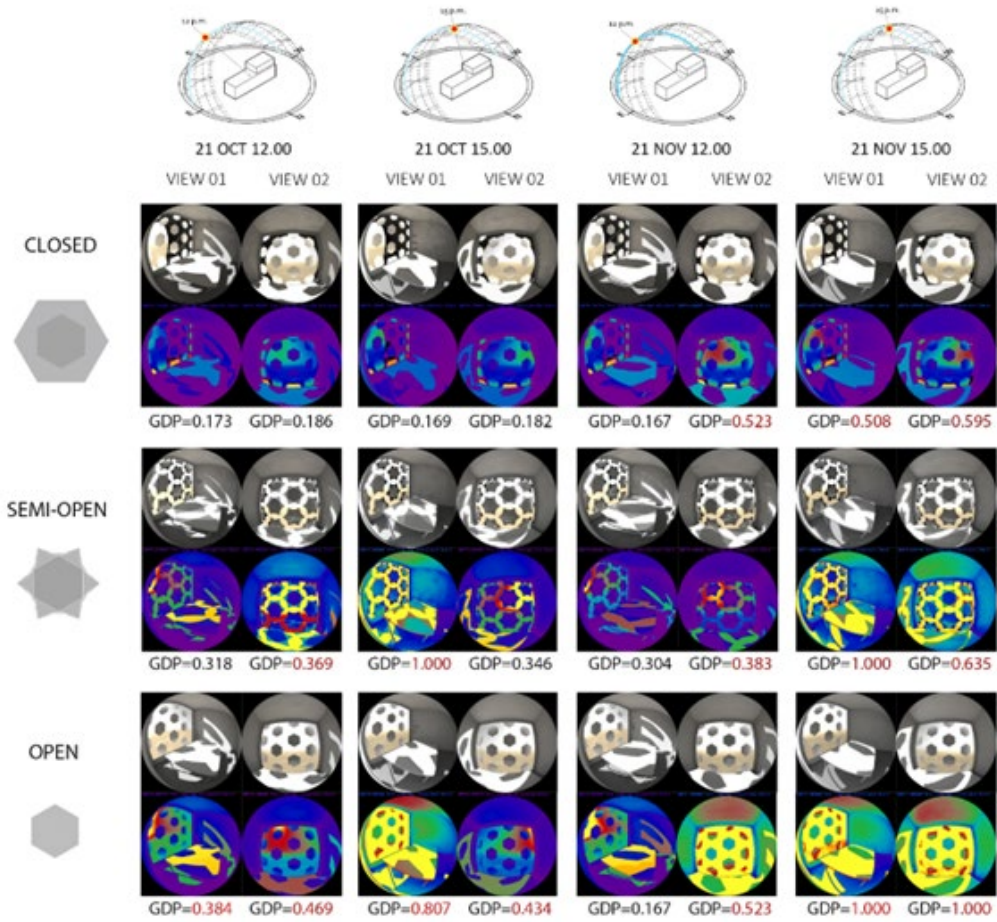 12 p.m.
15 p.m.
12 p.m.
15 p.m.
21 OCT 12.00
21 OCT 15.00
21 NOV 12.00
21 NOV 15.00
VIEW 01 VIEW 02 VIEW 01 VIEW 02 VIEW 01 VIEW 02 VIEW 01 VIEW 02
CLOSED
GDP=0.173 GDP=0.186 GDP=0.169 GDP=0.182 GDP=0.167 GDP=0.523 GDP=0.508 GDP=0.595
SEMI-OPEN
GDP=0.318 GDP=0.369 GDP=1.000 GDP=0.346 GDP=0.304 GDP=0.383 GDP=1.000 GDP=0.635
OPEN
GDP=0.384 GDP=0.469 GDP=0.807 GDP=0.434 GDP=0.167 GDP=0.523 GDP=1.000 GDP=1.000